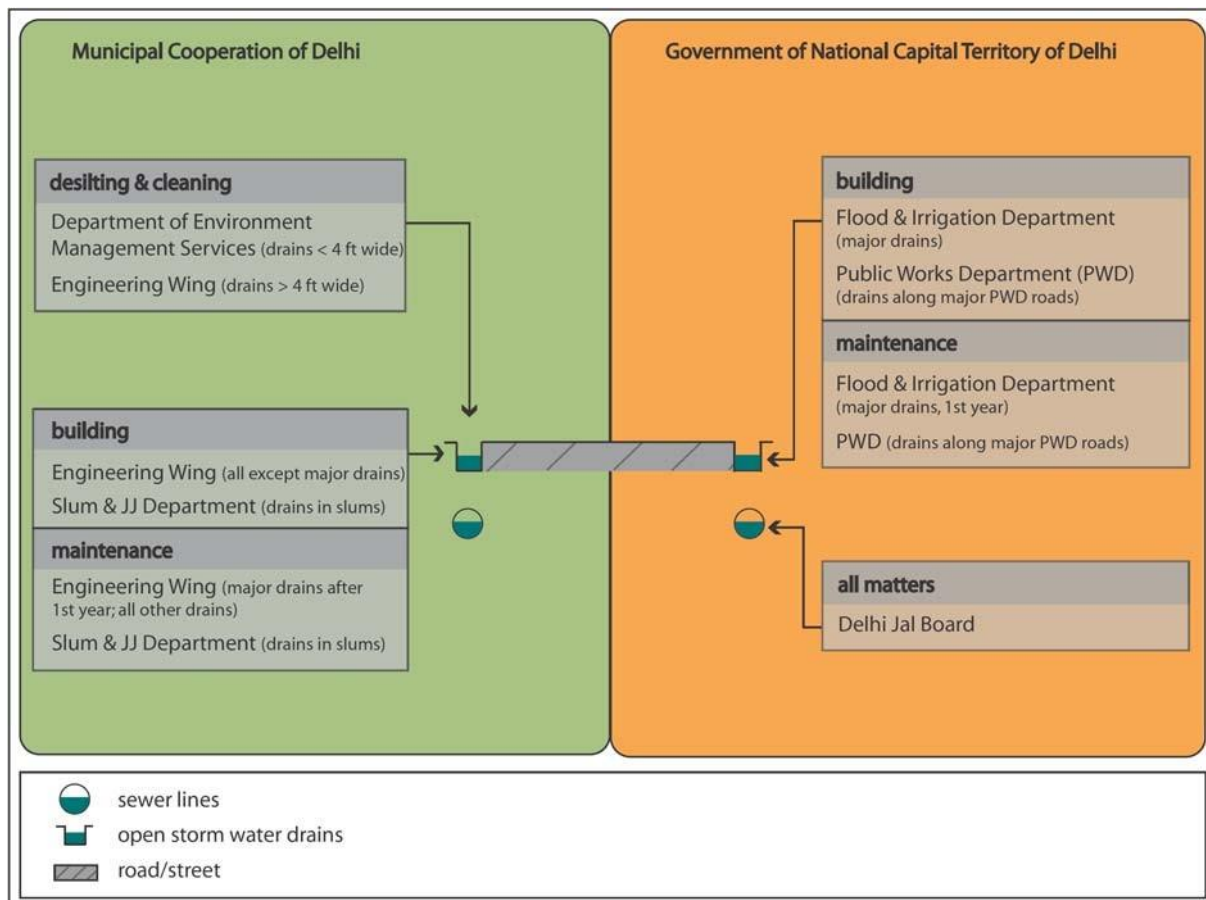 Municipal Cooperation of Delhi
desilting & cleaning
Department of Environment
Management Services (drains < 4 ft wide)
Engineering Wing (drains > 4 ft wide)
building
Engineering Wing (all except major drains)
Slum & JJ Department (drains in slums)
maintenance
Engineering Wing (major drains after
1st year; all other drains)
Slum & JJ Department (drains in slums)
Government of National Capital Territory of Delhi
building
Flood & Irrigation Department
(major drains)
Public Works Department (PWD)
(drains along major PWD roads)
maintenance
Flood & Irrigation Department
(major drains, 1st year)
PWD (drains along major PWD roads)
all matters
Delhi Jal Board
sewer lines
open storm water drains
road/street